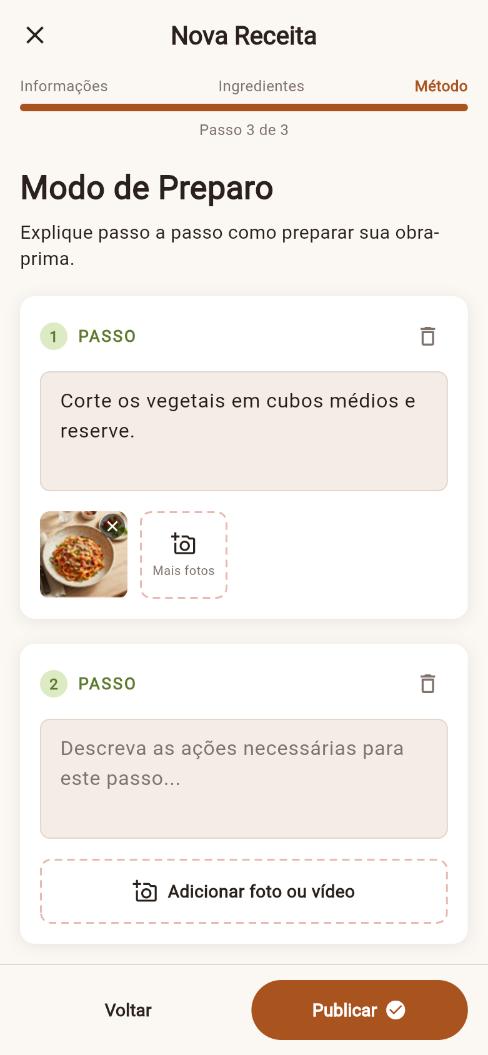 Nova Receita
Informações
Ingredientes
Método
Passo 3 de 3
Modo de Preparo
Explique passo a passo como preparar sua obra-
prima.
1 PASSO
Corte os vegetais em cubos médios e
reserve.
Mais fotos
2 PASSO
Descreva as ações necessárias para
este passo...
Adicionar foto ou vídeo
Voltar
Publicar